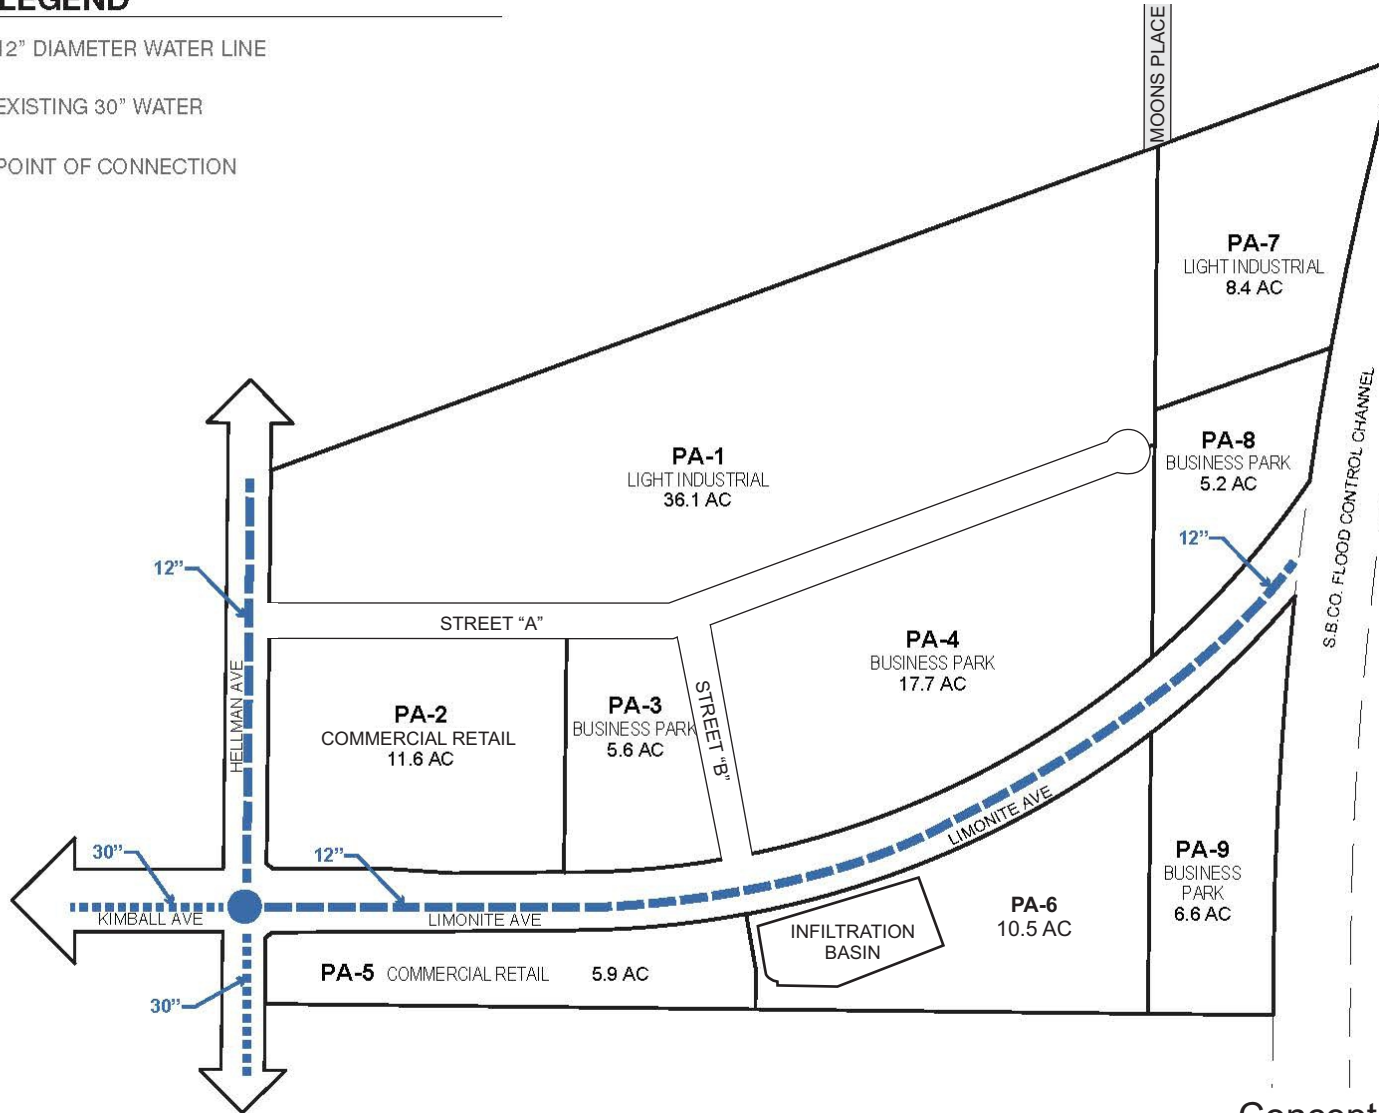 LEGEND
12” DIAMETER WATER LINE
EXISTING 30” WATER
POINT OF CONNECTION
MOONS PLACE
PA-7
LIGHT INDUSTRIAL
8.4 AC
PA-1
LIGHT INDUSTRIAL
36.1 AC
PA-8
BUSINESS PARK
5.2 AC
S.B.CO. FLOOD CONTROL CHANNEL
12”
12”
STREET “A”
HELLMAN AVE
PA-2
COMMERCIAL RETAIL
11.6 AC
PA-3
BUSINESS PARK
5.6 AC
STREET “B”
PA-4
BUSINESS PARK
17.7 AC
LIMONITE AVE
30”
12”
KIMBALL AVE
LIMONITE AVE
PA-9
BUSINESS
PARK
6.6 AC
PA-6
10.5 AC
INFILTRATION
BASIN
PA-5 COMMERCIAL RETAIL 5.9 AC
30”
Concept